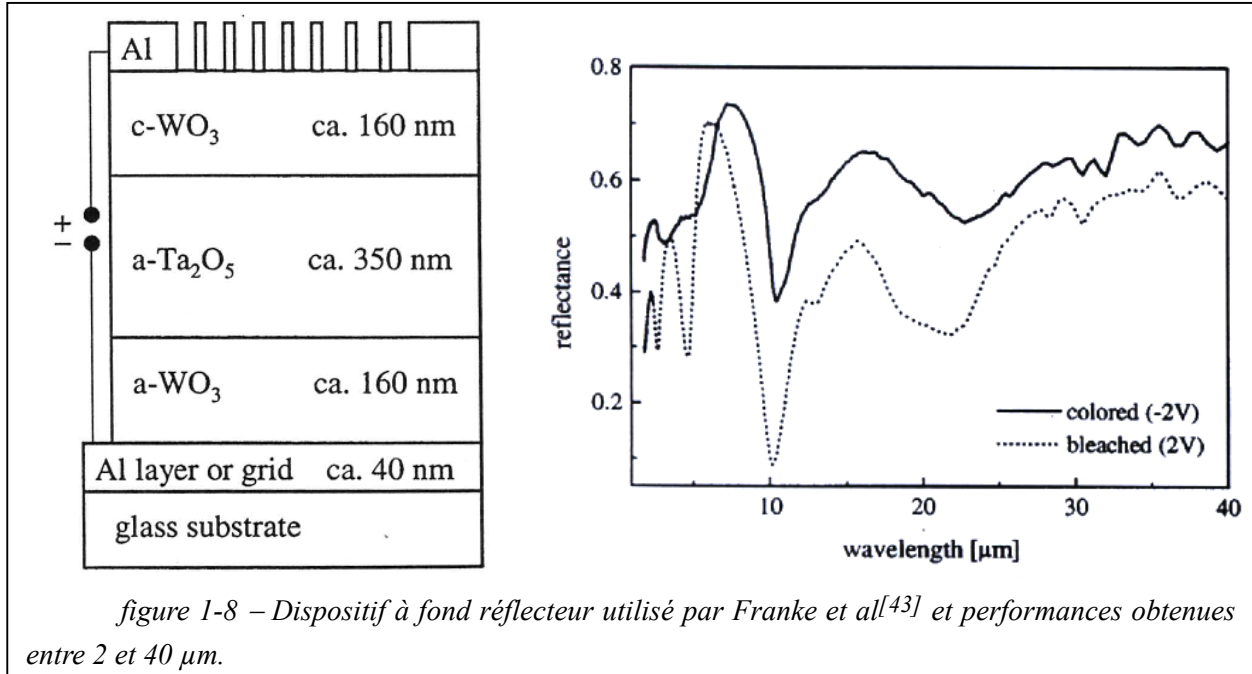 Al
c-WO₃ ca. 160 nm
a-Ta₂O₅ ca. 350 nm
a-WO₃ ca. 160 nm
Al layer or grid ca. 40 nm
glass substrate
+
−
0.8
0.6
0.4
0.2
reflectance
colored (-2V)
bleached (2V)
10 20 30 40
wavelength [µm]
figure 1-8 – Dispositif à fond réflecteur utilisé par Franke et al[43] et performances obtenues
entre 2 et 40 µm.